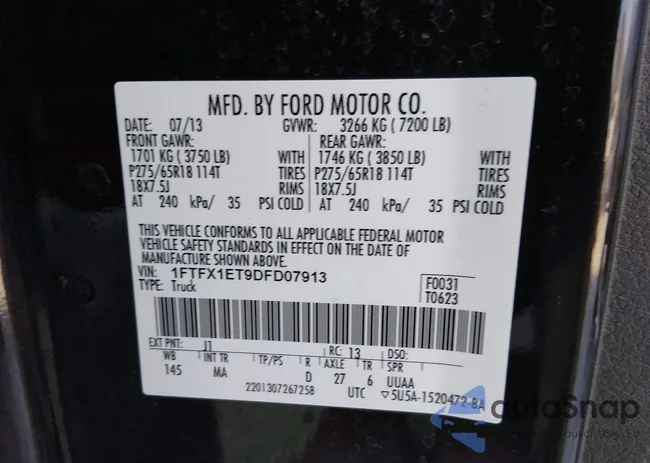 MFD. BY FORD MOTOR CO.
DATE: 07/13 GVWR: 3266 KG ( 7200 LB)
FRONT GAWR: REAR GAWR:
1701 KG ( 3750 LB) WITH 1746 KG ( 3850 LB) WITH
P275/65R18 114T TIRES P275/65R18 114T TIRES
18X7.5J RIMS 18X7.5J RIMS
AT 240 kPa/ 35 PSI COLD AT 240 kPa/ 35 PSI COLD
THIS VEHICLE CONFORMS TO ALL APPLICABLE FEDERAL MOTOR
VEHICLE SAFETY STANDARDS IN EFFECT ON THE DATE OF
MANUFACTURE SHOWN ABOVE.
VIN: 1FTFX1ET9DFD07913 F0031
TYPE: Truck T0623
EXT PNT: J1 RC: 13 DSO:
WB INT TR TP/PS R AXLE TR SPR
145 MA D 27 6 UUAA
2201307267258 UTC ▽5U5A-1520472-BA
autoSnap